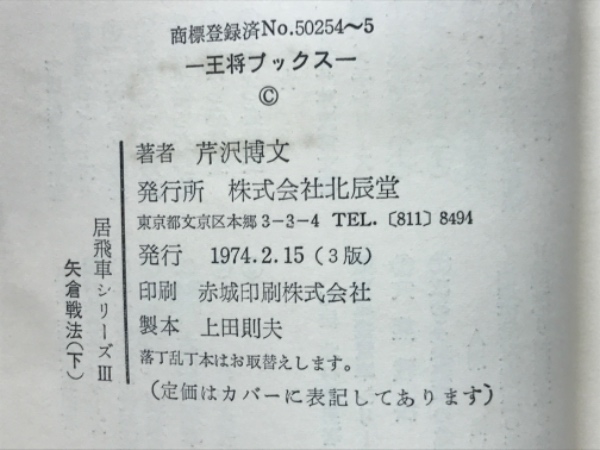 商標登録済No.50254〜5
―王将ブックス―
©
居飛車シリーズⅢ
矢倉戦法(下)
著者 芹沢博文
発行所 株式会社北辰堂
東京都文京区本郷3-3-4 TEL.〔811〕8494
発行 1974.2.15(3版)
印刷 赤城印刷株式会社
製本 上田則夫
落丁乱丁本はお取替えします。
(定価はカバーに表記してあります)